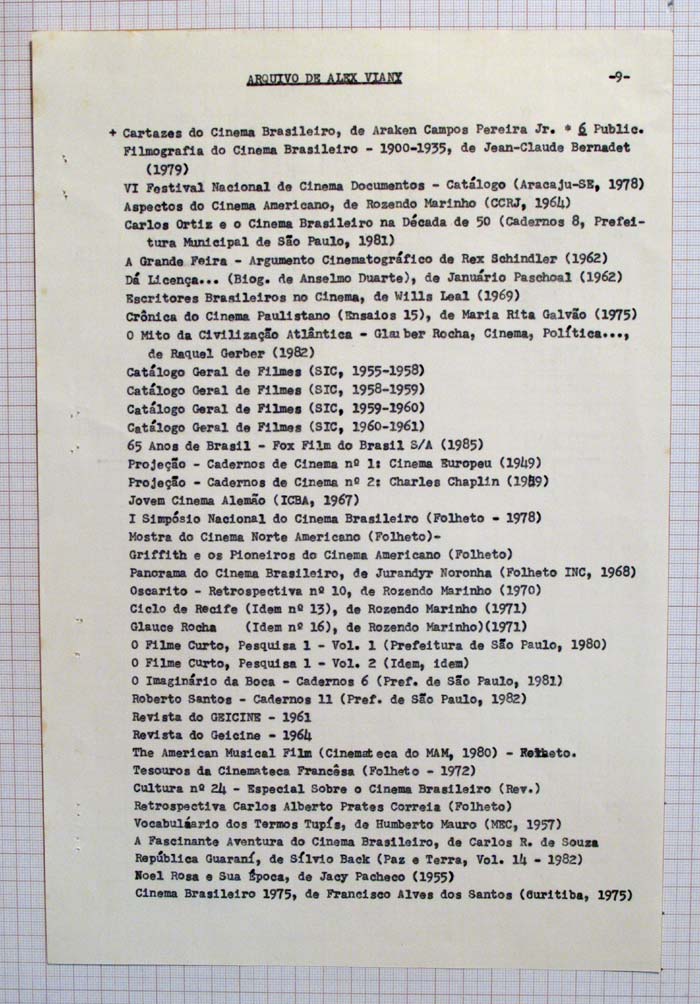 ARQUIVO DE ALEX VIANY -9-
+ Cartazes do Cinema Brasileiro, de Araken Campos Pereira Jr. * 6 Public.
Filmografia do Cinema Brasileiro - 1900-1935, de Jean-Claude Bernadet
(1979)
VI Festival Nacional de Cinema Documentos - Catálogo (Aracaju-SE, 1978)
Aspectos do Cinema Americano, de Rozendo Marinho (CCRJ, 1964)
Carlos Ortiz e o Cinema Brasileiro na Década de 50 (Cadernos 8, Prefei-
tura Municipal de São Paulo, 1981)
A Grande Feira - Argumento Cinematográfico de Rex Schindler (1962)
Dá Licença... (Biog. de Anselmo Duarte), de Januário Paschoal (1962)
Escritores Brasileiros no Cinema, de Wills Leal (1969)
Crônica do Cinema Paulistano (Ensaios 15), de Maria Rita Galvão (1975)
O Mito da Civilização Atlântica - Glauber Rocha, Cinema, Política...,
de Raquel Gerber (1982)
Catálogo Geral de Filmes (SIC, 1955-1958)
Catálogo Geral de Filmes (SIC, 1958-1959)
Catálogo Geral de Filmes (SIC, 1959-1960)
Catálogo Geral de Filmes (SIC, 1960-1961)
65 Anos de Brasil - Fox Film do Brasil S/A (1985)
Projeção - Cadernos de Cinema nº 1: Cinema Europeu (1949)
Projeção - Cadernos de Cinema nº 2: Charles Chaplin (1949)
Jovem Cinema Alemão (ICBA, 1967)
I Simpósio Nacional do Cinema Brasileiro (Folheto - 1978)
Mostra do Cinema Norte Americano (Folheto)-
Griffith e os Pioneiros do Cinema Americano (Folheto)
Panorama do Cinema Brasileiro, de Jurandyr Noronha (Folheto INC, 1968)
Oscarito - Retrospectiva nº 10, de Rozendo Marinho (1970)
Ciclo de Recife (Idem nº 13), de Rozendo Marinho (1971)
Glauce Rocha (Idem nº 16), de Rozendo Marinho)(1971)
O Filme Curto, Pesquisa 1 - Vol. 1 (Prefeitura de São Paulo, 1980)
O Filme Curto, Pesquisa 1 - Vol. 2 (Idem, idem)
O Imaginário da Boca - Cadernos 6 (Pref. de São Paulo, 1981)
Roberto Santos - Cadernos 11 (Pref. de São Paulo, 1982)
Revista do GEICINE - 1961
Revista do Geicine - 1964
The American Musical Film (Cinemateca do MAM, 1980) - Folheto.
Tesouros da Cinemateca Francêsa (Folheto - 1972)
Cultura nº 24 - Especial Sobre o Cinema Brasileiro (Rev.)
Retrospectiva Carlos Alberto Prates Correia (Folheto)
Vocabuláario dos Termos Tupís, de Humberto Mauro (MEC, 1957)
A Fascinante Aventura do Cinema Brasileiro, de Carlos R. de Souza
República Guaraní, de Sílvio Back (Paz e Terra, Vol. 14 - 1982)
Noel Rosa e Sua Época, de Jacy Pacheco (1955)
Cinema Brasileiro 1975, de Francisco Alves dos Santos (Curitiba, 1975)